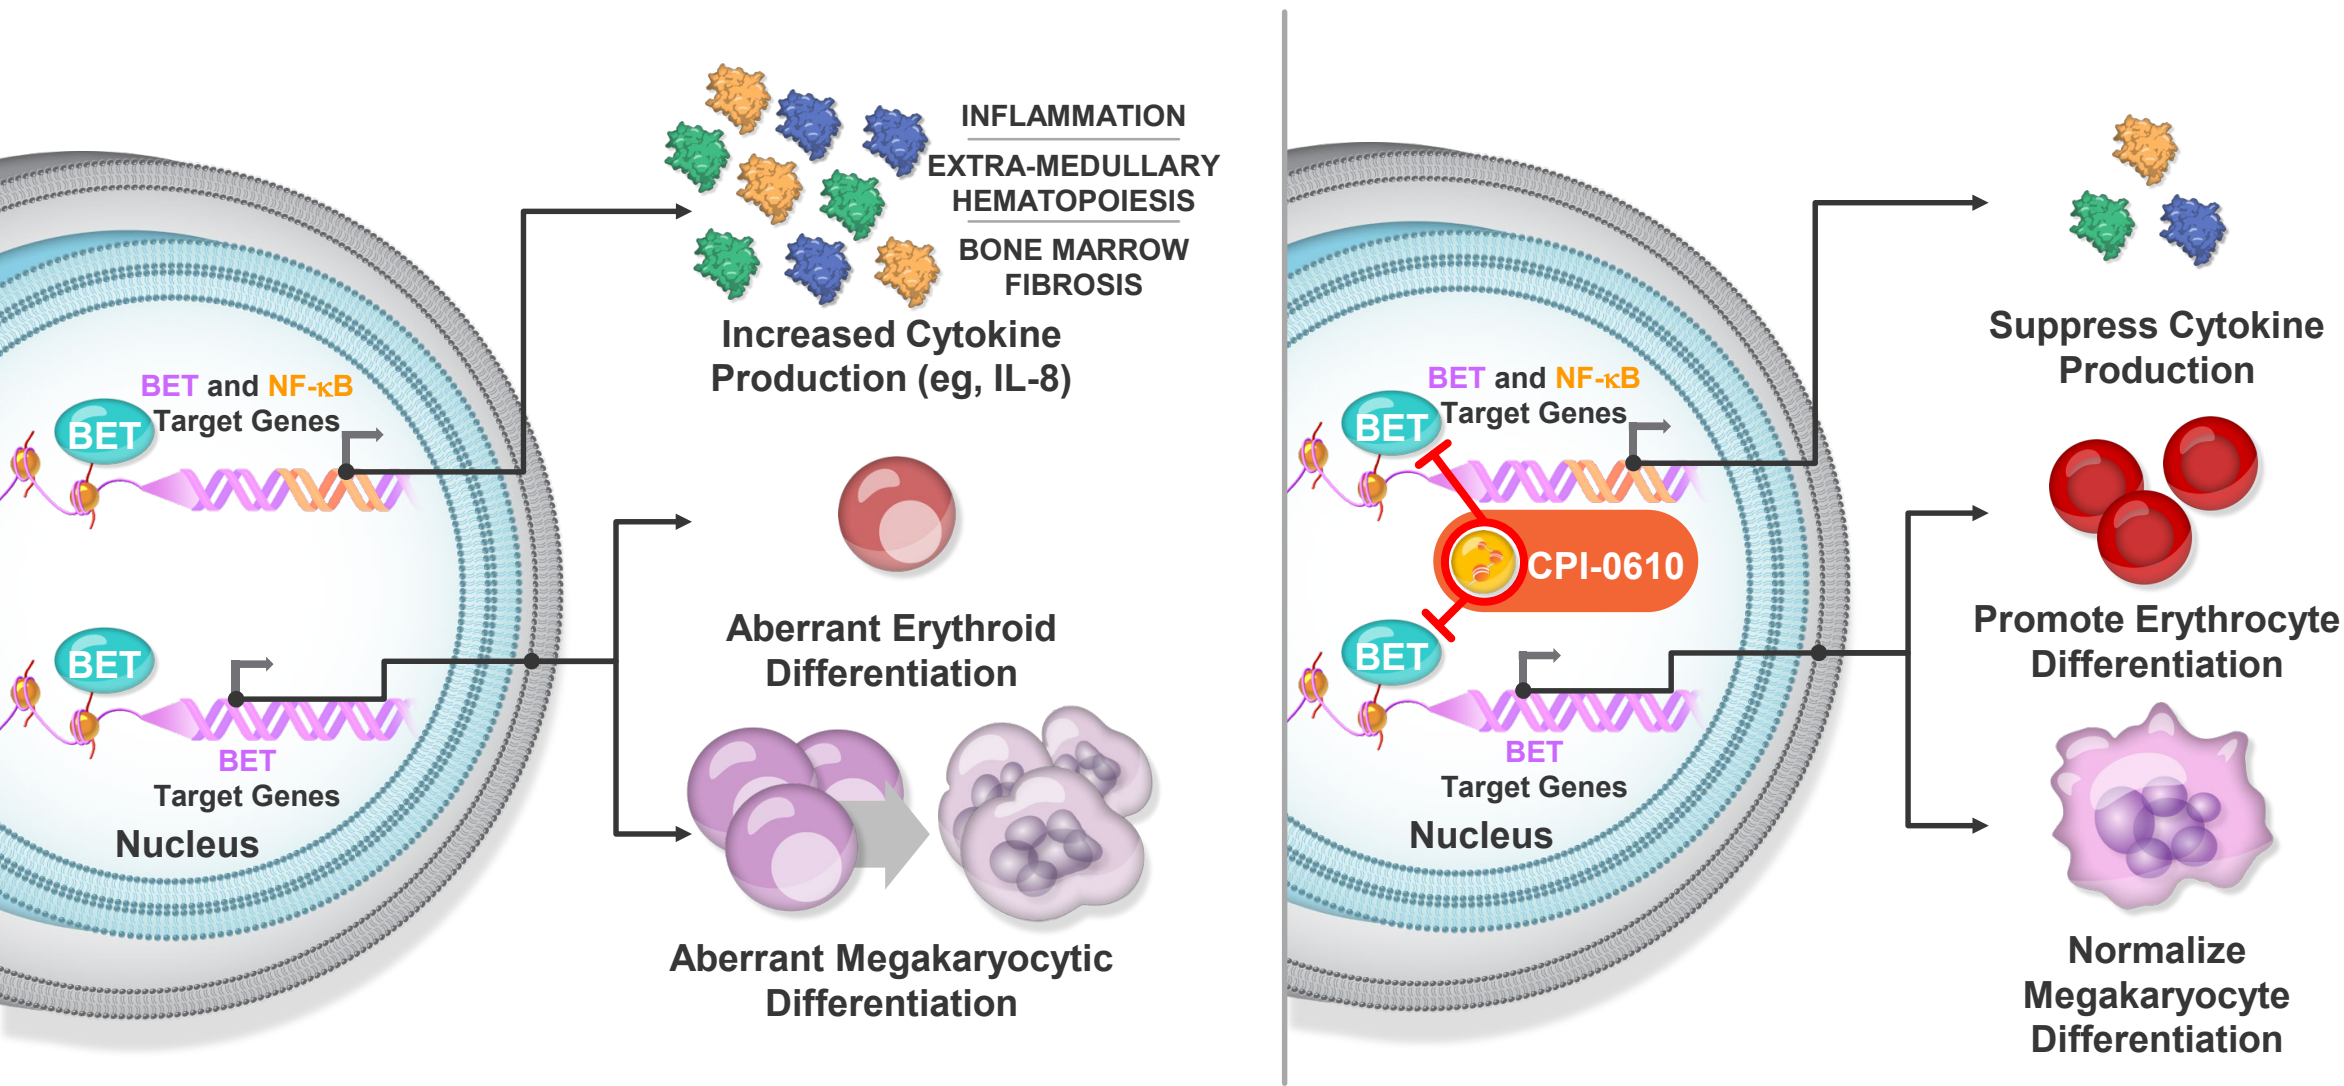 INFLAMMATION
EXTRA-MEDULLARY
HEMATOPOIESIS
BONE MARROW
FIBROSIS
Increased Cytokine
Production (eg, IL-8)
BET and NF-κB
Target Genes
BET
Aberrant Erythroid
Differentiation
BET
BET
Target Genes
Nucleus
Aberrant Megakaryocytic
Differentiation
Suppress Cytokine
Production
BET and NF-κB
Target Genes
BET
CPI-0610
Promote Erythrocyte
Differentiation
BET
BET
Target Genes
Nucleus
Normalize
Megakaryocyte
Differentiation